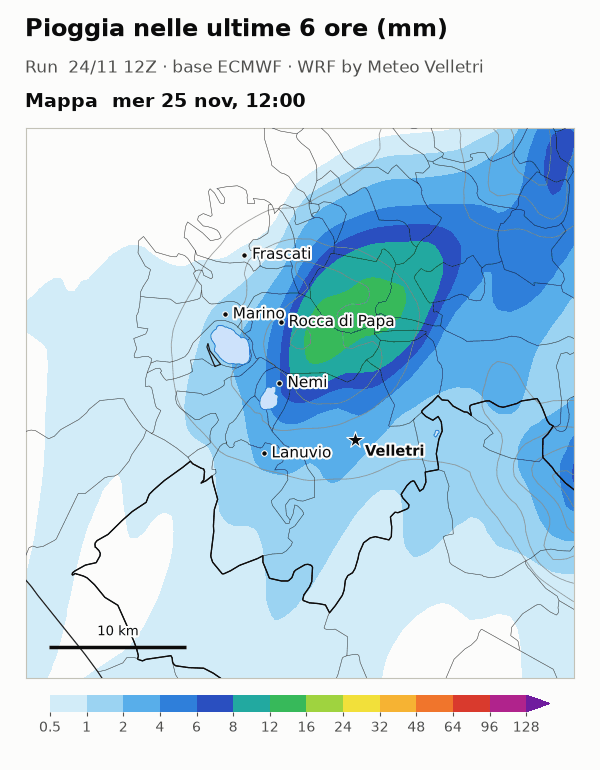 Pioggia nelle ultime 6 ore (mm)
Run  24/11 12Z · base ECMWF · WRF by Meteo Velletri
Mappa  mer 25 nov, 12:00
Frascati
Marino
Rocca di Papa
Nemi
Velletri
Lanuvio
10 km
0.5 1 2 4 6 8 12 16 24 32 48 64 96 128